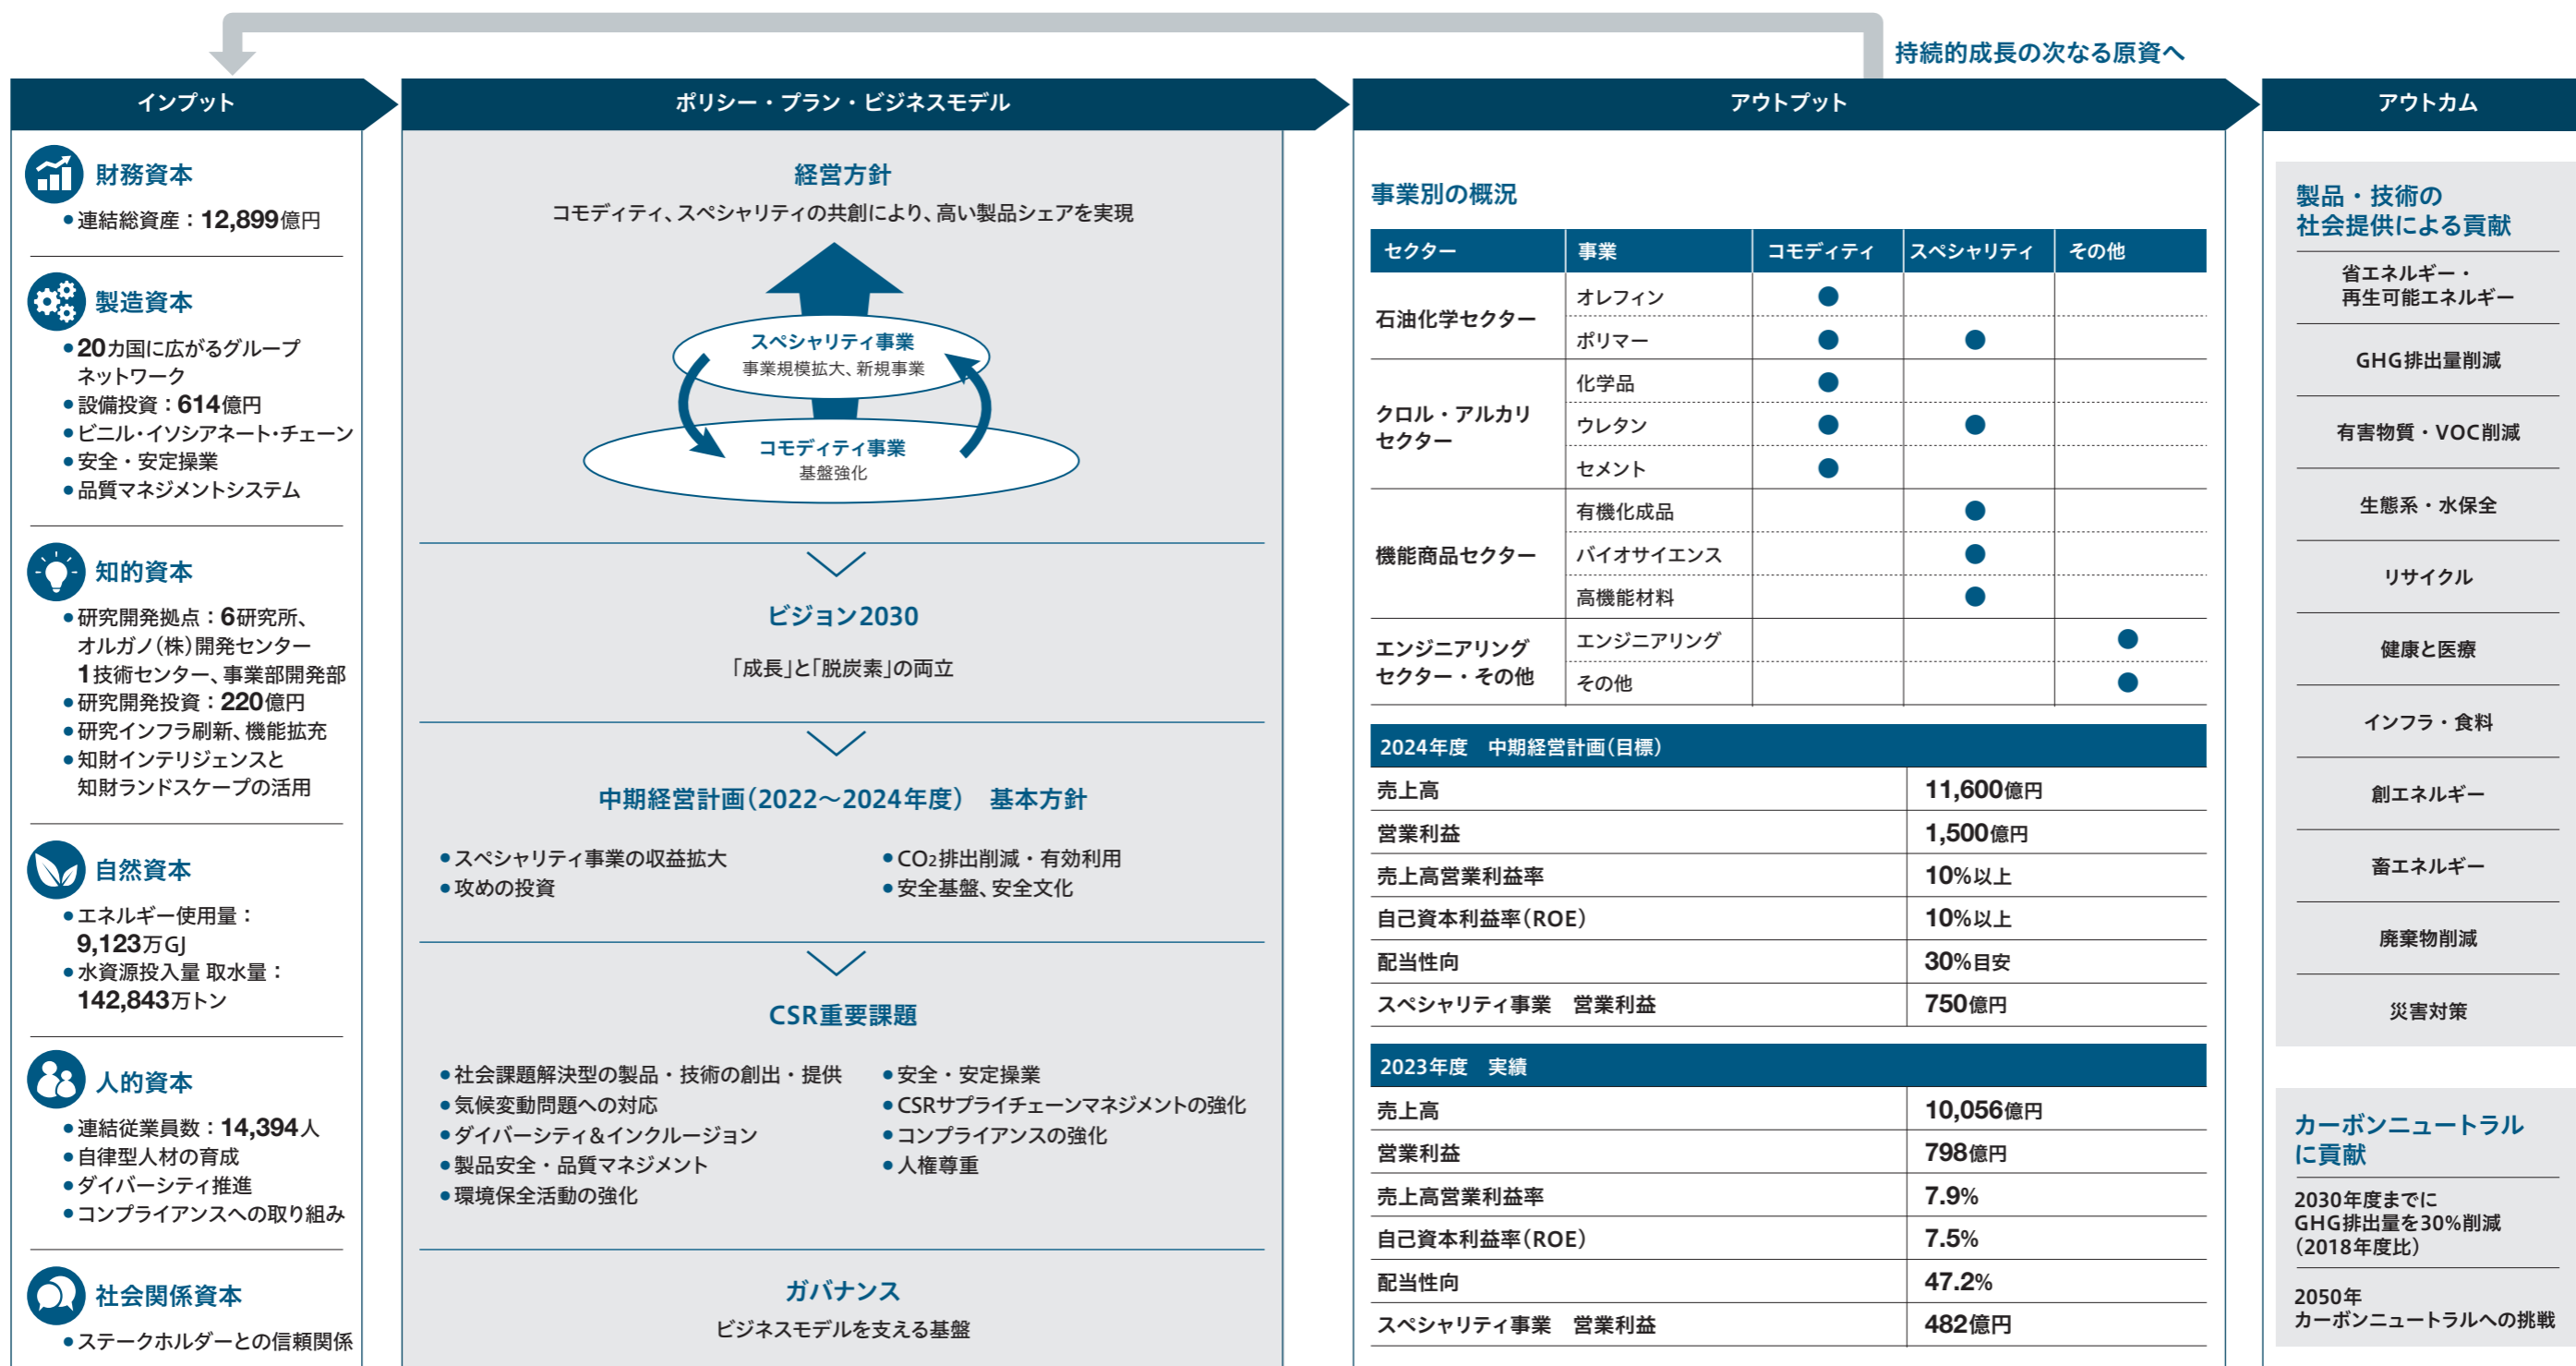 持続的成長の次なる原資へ
インプット
財務資本
●連結総資産：12,899億円
製造資本
●20カ国に広がるグループ
ネットワーク
●設備投資：614億円
●ビニル・イソシアネート・チェーン
●安全・安定操業
●品質マネジメントシステム
知的資本
●研究開発拠点：6研究所、
オルガノ（株）開発センター
1技術センター、事業部開発部
●研究開発投資：220億円
●研究インフラ刷新、機能拡充
●知財インテリジェンスと
知財ランドスケープの活用
自然資本
●エネルギー使用量：
9,123万GJ
●水資源投入量 取水量：
142,843万トン
人的資本
●連結従業員数：14,394人
●自律型人材の育成
●ダイバーシティ推進
●コンプライアンスへの取り組み
社会関係資本
●ステークホルダーとの信頼関係
ポリシー・プラン・ビジネスモデル
経営方針
コモディティ、スペシャリティの共創により、高い製品シェアを実現
スペシャリティ事業
事業規模拡大、新規事業
コモディティ事業
基盤強化
ビジョン2030
「成長」と「脱炭素」の両立
中期経営計画（2022〜2024年度）　基本方針
●スペシャリティ事業の収益拡大
●攻めの投資
●CO2排出削減・有効利用
●安全基盤、安全文化
CSR重要課題
●社会課題解決型の製品・技術の創出・提供
●気候変動問題への対応
●ダイバーシティ&インクルージョン
●製品安全・品質マネジメント
●環境保全活動の強化
●安全・安定操業
●CSRサプライチェーンマネジメントの強化
●コンプライアンスの強化
●人権尊重
ガバナンス
ビジネスモデルを支える基盤
アウトプット
事業別の概況
セクター 事業 コモディティ スペシャリティ その他
石油化学セクター
オレフィン ●
ポリマー ● ●
クロル・アルカリ
セクター
化学品 ●
ウレタン ● ●
セメント ●
機能商品セクター
有機化成品 ●
バイオサイエンス ●
高機能材料 ●
エンジニアリング
セクター・その他
エンジニアリング ●
その他 ●
2024年度　中期経営計画（目標）
売上高 11,600億円
営業利益 1,500億円
売上高営業利益率 10%以上
自己資本利益率（ROE） 10%以上
配当性向 30%目安
スペシャリティ事業　営業利益 750億円
2023年度　実績
売上高 10,056億円
営業利益 798億円
売上高営業利益率 7.9%
自己資本利益率（ROE） 7.5%
配当性向 47.2%
スペシャリティ事業　営業利益 482億円
アウトカム
製品・技術の
社会提供による貢献
省エネルギー・
再生可能エネルギー
GHG排出量削減
有害物質・VOC削減
生態系・水保全
リサイクル
健康と医療
インフラ・食料
創エネルギー
畜エネルギー
廃棄物削減
災害対策
カーボンニュートラル
に貢献
2030年度までに
GHG排出量を30%削減
（2018年度比）
2050年
カーボンニュートラルへの挑戦